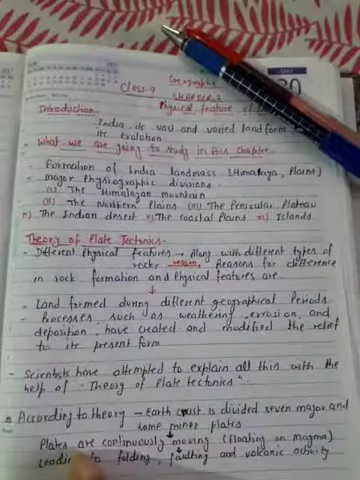 Geography
Class-9
CHAPTER-2
Physical feature of
Introduction
India its vast and varied landform
its evolution
- What we are going to study in this chapter.
- Formation of India landmass [Himalaya, Plains]
- major Physiographic divisions.
(i) The Himalayan mountain
(ii) The Northern Plains (iii) The Penicular Plateau
iv) The Indian desert v) The Coastal Plains vi) Islands
Theory of Plate Tectonics-
- Different Physical features → Along with different types of
rocks, Reasons for difference
in rock formation and Physical features are
↓
- Land formed during different geographical Periods
- Processes such as weathering, erosion, and
deposition, have created and modified the relief
to its present form
- Scientists have attempted to explain all this with the
help of "Theory of Plate tectonics".
According to theory → Earth crust is divided seven major and
some minor plates
Plates are continuously moving (floating on magma)
Leading to folding, faulting and volcanic activity